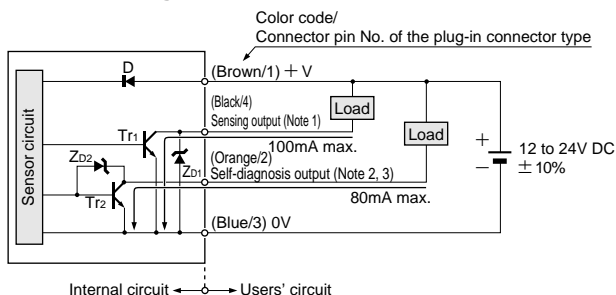 Color code/
Connector pin No. of the plug-in connector type
D
(Brown/1) + V
(Black/4)
Load
Sensing output (Note 1)
Tr1
100mA max.
Load
Sensor circuit
ZD2
ZD1
(Orange/2)
Self-diagnosis output (Note 2, 3)
+
−
12 to 24V DC
±10%
Tr2
80mA max.
(Blue/3) 0V
Internal circuit
Users' circuit